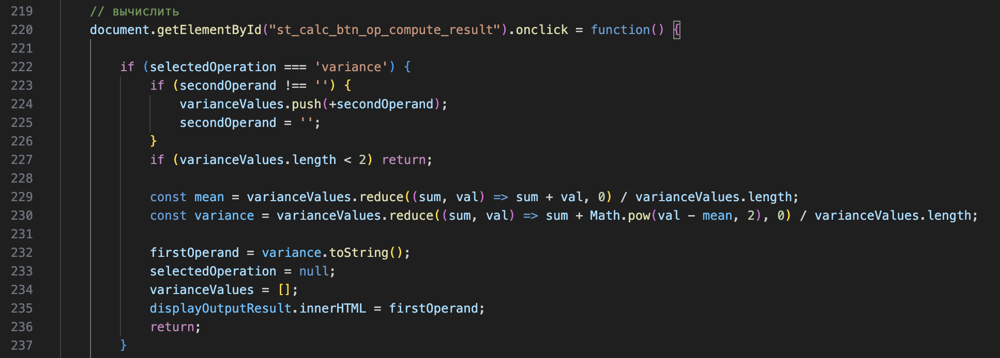 219 // вычислить
220 document.getElementById("st_calc_btn_op_compute_result").onclick = function() {
221
222 if (selectedOperation === 'variance') {
223 if (secondOperand !== '') {
224 varianceValues.push(+secondOperand);
225 secondOperand = '';
226 }
227 if (varianceValues.length < 2) return;
228
229 const mean = varianceValues.reduce((sum, val) => sum + val, 0) / varianceValues.length;
230 const variance = varianceValues.reduce((sum, val) => sum + Math.pow(val - mean, 2), 0) / varianceValues.length;
231
232 firstOperand = variance.toString();
233 selectedOperation = null;
234 varianceValues = [];
235 displayOutputResult.innerHTML = firstOperand;
236 return;
237 }